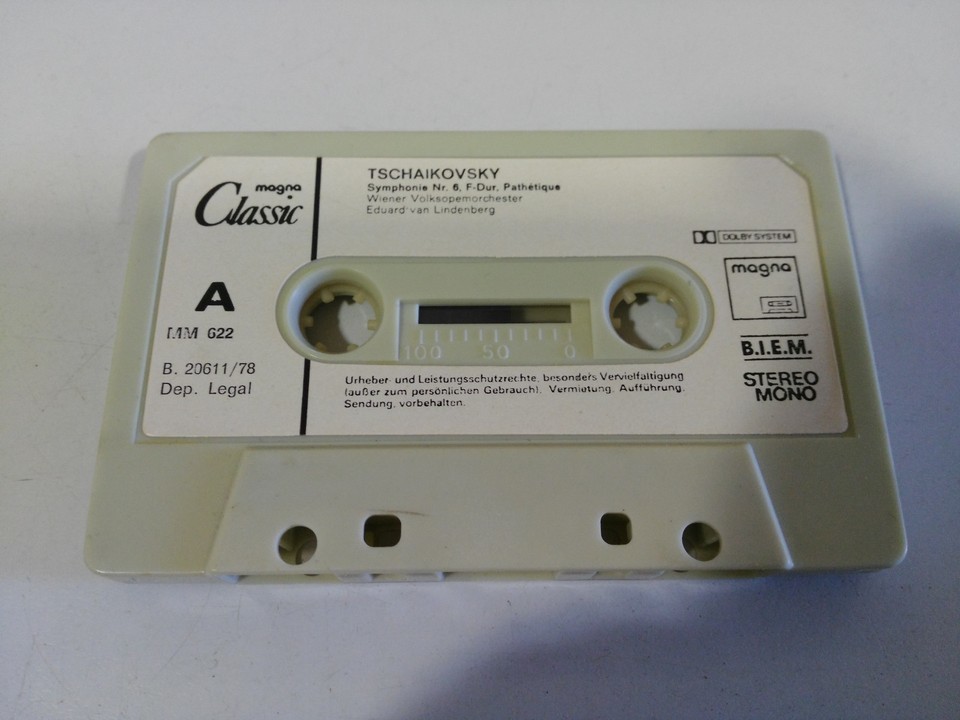 magna
Classic
A
MM 622
B. 20611/78
Dep. Legal
TSCHAIKOVSKY
Symphonie Nr. 6, F-Dur, Pathétique
Wiener Volksopernorchester
Eduard van Lindenberg
DOLBY SYSTEM
magna
B.I.E.M.
STEREO
MONO
100 50 0
Urheber- und Leistungsschutzrechte, besonders Vervielfältigung
(außer zum persönlichen Gebrauch), Vermietung, Aufführung,
Sendung, vorbehalten.